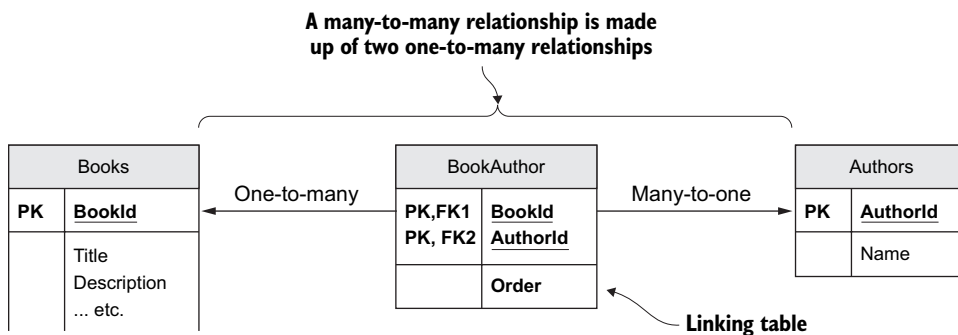 A many-to-many relationship is made
up of two one-to-many relationships
Books
PK BookId
Title
Description
... etc.
One-to-many
BookAuthor
PK,FK1 BookId
PK, FK2 AuthorId
Order
Many-to-one
Authors
PK AuthorId
Name
Linking table